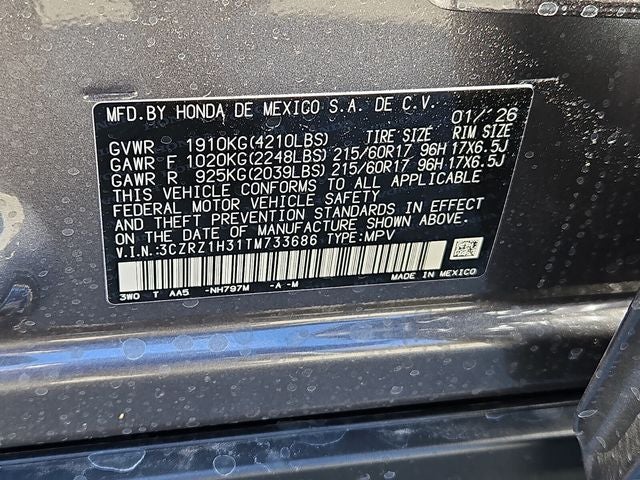 MFD.BY HONDA DE MEXICO S.A. DE C.V. 01/'26
GVWR 1910KG(4210LBS) TIRE SIZE RIM SIZE
GAWR F 1020KG(2248LBS) 215/60R17 96H 17X6.5J
GAWR R 925KG(2039LBS) 215/60R17 96H 17X6.5J
THIS VEHICLE CONFORMS TO ALL APPLICABLE
FEDERAL MOTOR VEHICLE SAFETY
AND THEFT PREVENTION STANDARDS IN EFFECT
ON THE DATE OF MANUFACTURE SHOWN ABOVE.
V.I.N.:3CZRZ1H31TM733686 TYPE:MPV
MADE IN MEXICO
3W0 T AA5 -NH797M -A -M